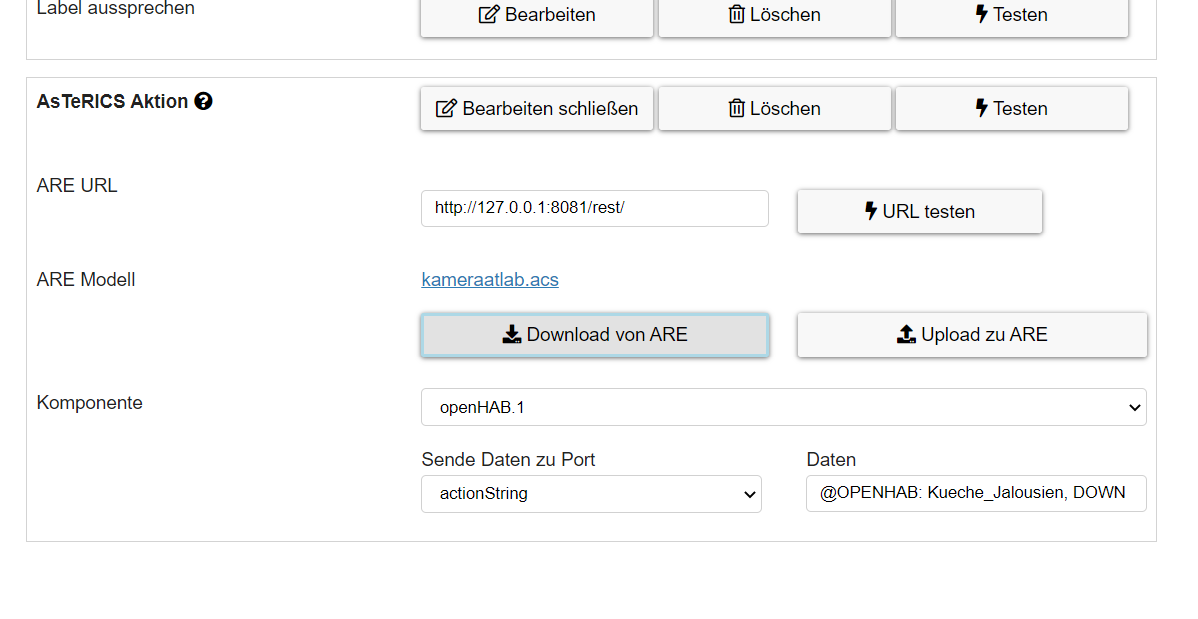 Label aussprechen
Bearbeiten Löschen Testen
AsTeRICS Aktion
Bearbeiten schließen Löschen Testen
ARE URL
http://127.0.0.1:8081/rest/ URL testen
ARE Modell
kameraatlab.acs
Download von ARE Upload zu ARE
Komponente
openHAB.1
Sende Daten zu Port Daten
actionString @OPENHAB: Kueche_Jalousien, DOWN